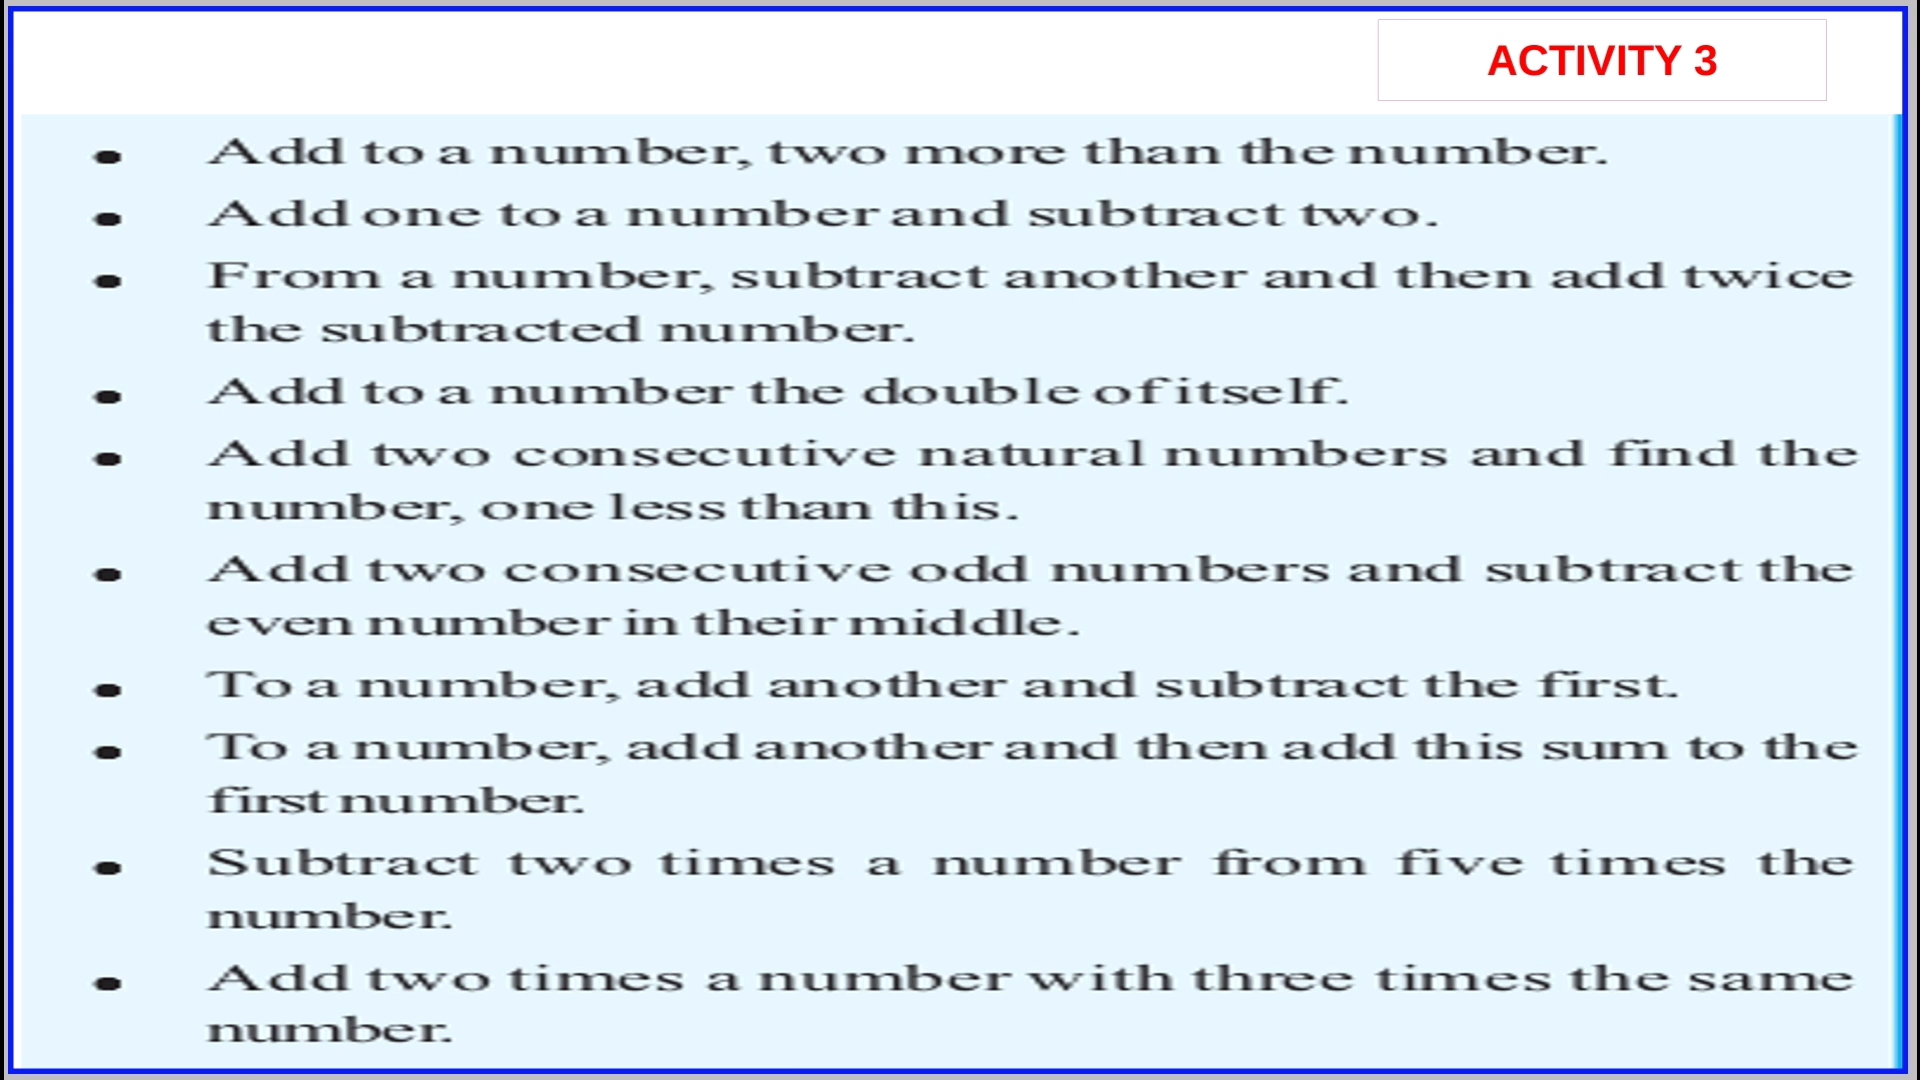 ACTIVITY 3
• Add to a number, two more than the number.
• Add one to a number and subtract two.
• From a number, subtract another and then add twice
the subtracted number.
• Add to a number the double of itself.
• Add two consecutive natural numbers and find the
number, one less than this.
• Add two consecutive odd numbers and subtract the
even number in their middle.
• To a number, add another and subtract the first.
• To a number, add another and then add this sum to the
first number.
• Subtract two times a number from five times the
number.
• Add two times a number with three times the same
number.